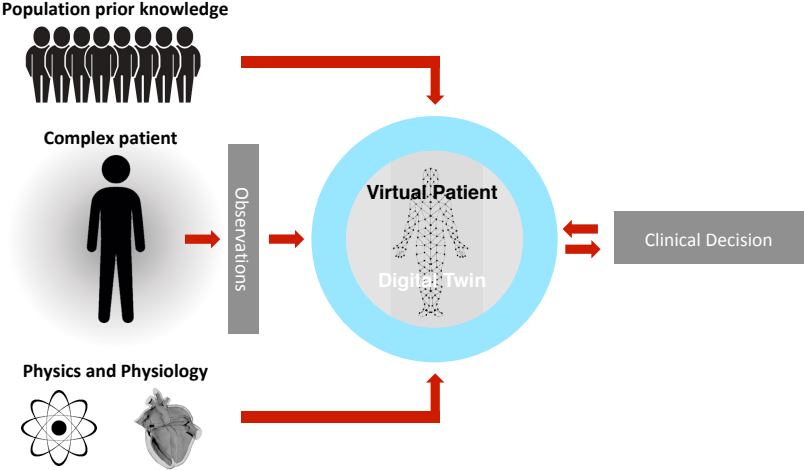 Population prior knowledge
Complex patient
Observations
Virtual Patient
Digital Twin
Clinical Decision
Physics and Physiology